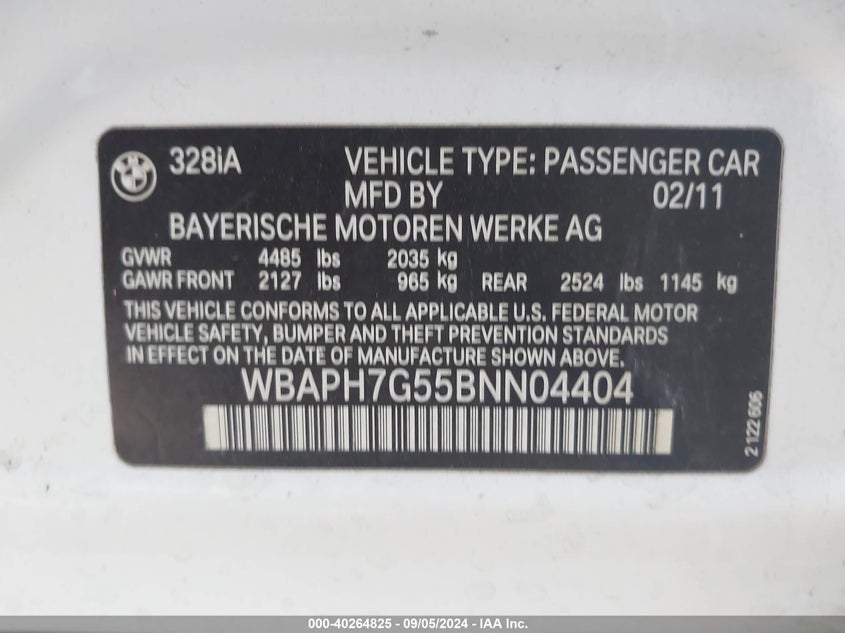 328iA VEHICLE TYPE: PASSENGER CAR
MFD BY 02/11
BAYERISCHE MOTOREN WERKE AG
GVWR 4485 lbs 2035 kg
GAWR FRONT 2127 lbs 965 kg REAR 2524 lbs 1145 kg
THIS VEHICLE CONFORMS TO ALL APPLICABLE U.S. FEDERAL MOTOR
VEHICLE SAFETY, BUMPER AND THEFT PREVENTION STANDARDS
IN EFFECT ON THE DATE OF MANUFACTURE SHOWN ABOVE.
WBAPH7G55BNN04404
2 122 606
000-40264825 - 09/05/2024 - IAA Inc.